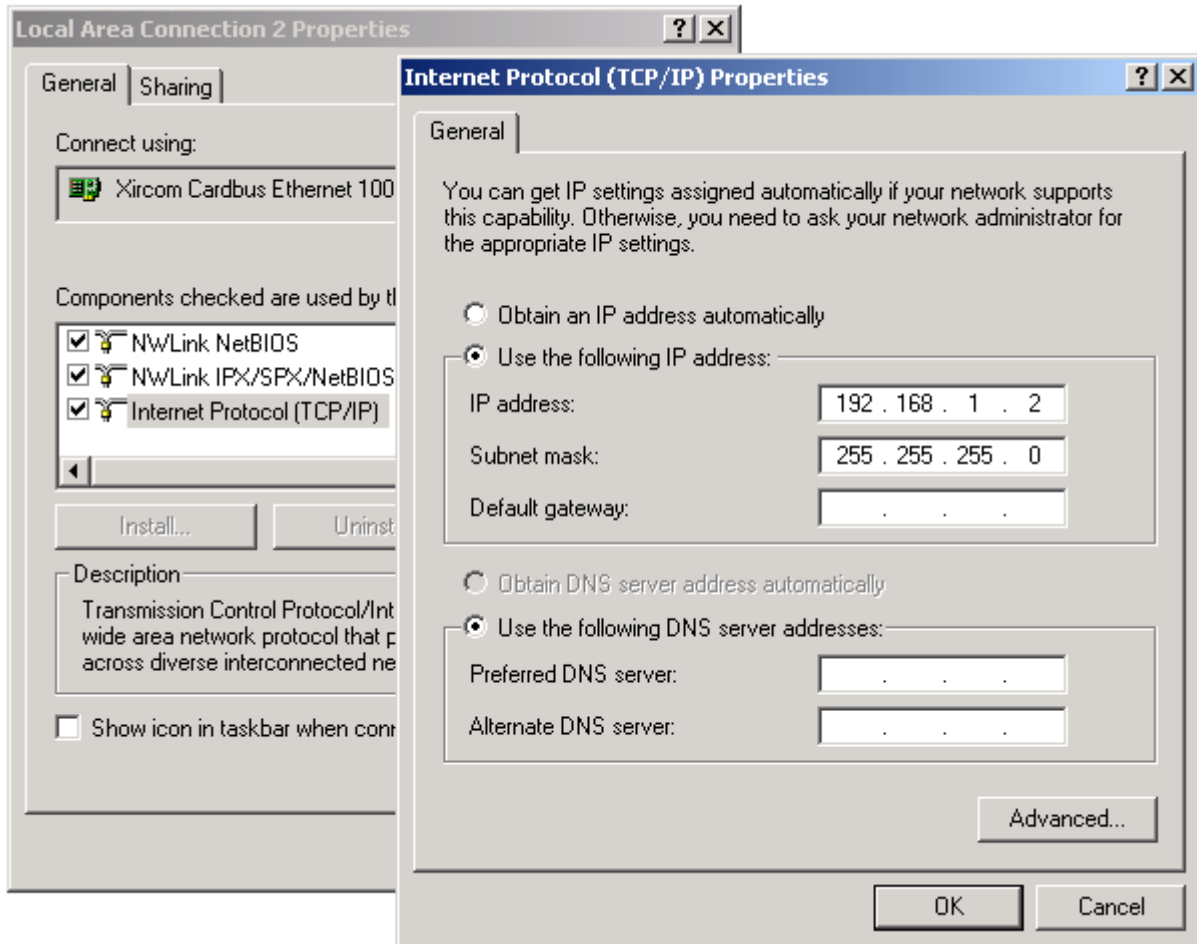 Local Area Connection 2 Properties
General
Sharing
Connect using:
Xircom Cardbus Ethernet 100
Components checked are used by
NWLink NetBIOS
NWLink IPX/SPX/NetBIOS
Internet Protocol (TCP/IP)
Install...
Uninst
Description
Transmission Control Protocol/Int
wide area network protocol that
across diverse interconnected ne
Show icon in taskbar when conn
Internet Protocol (TCP/IP) Properties
General
You can get IP settings assigned automatically if your network supports
this capability. Otherwise, you need to ask your network administrator for
the appropriate IP settings.
Obtain an IP address automatically
Use the following IP address:
IP address:
192 . 168 . 1 . 2
Subnet mask:
255 . 255 . 255 . 0
Default gateway:
. . .
Obtain DNS server address automatically
Use the following DNS server addresses:
Preferred DNS server:
. . .
Alternate DNS server:
. . .
Advanced...
OK
Cancel